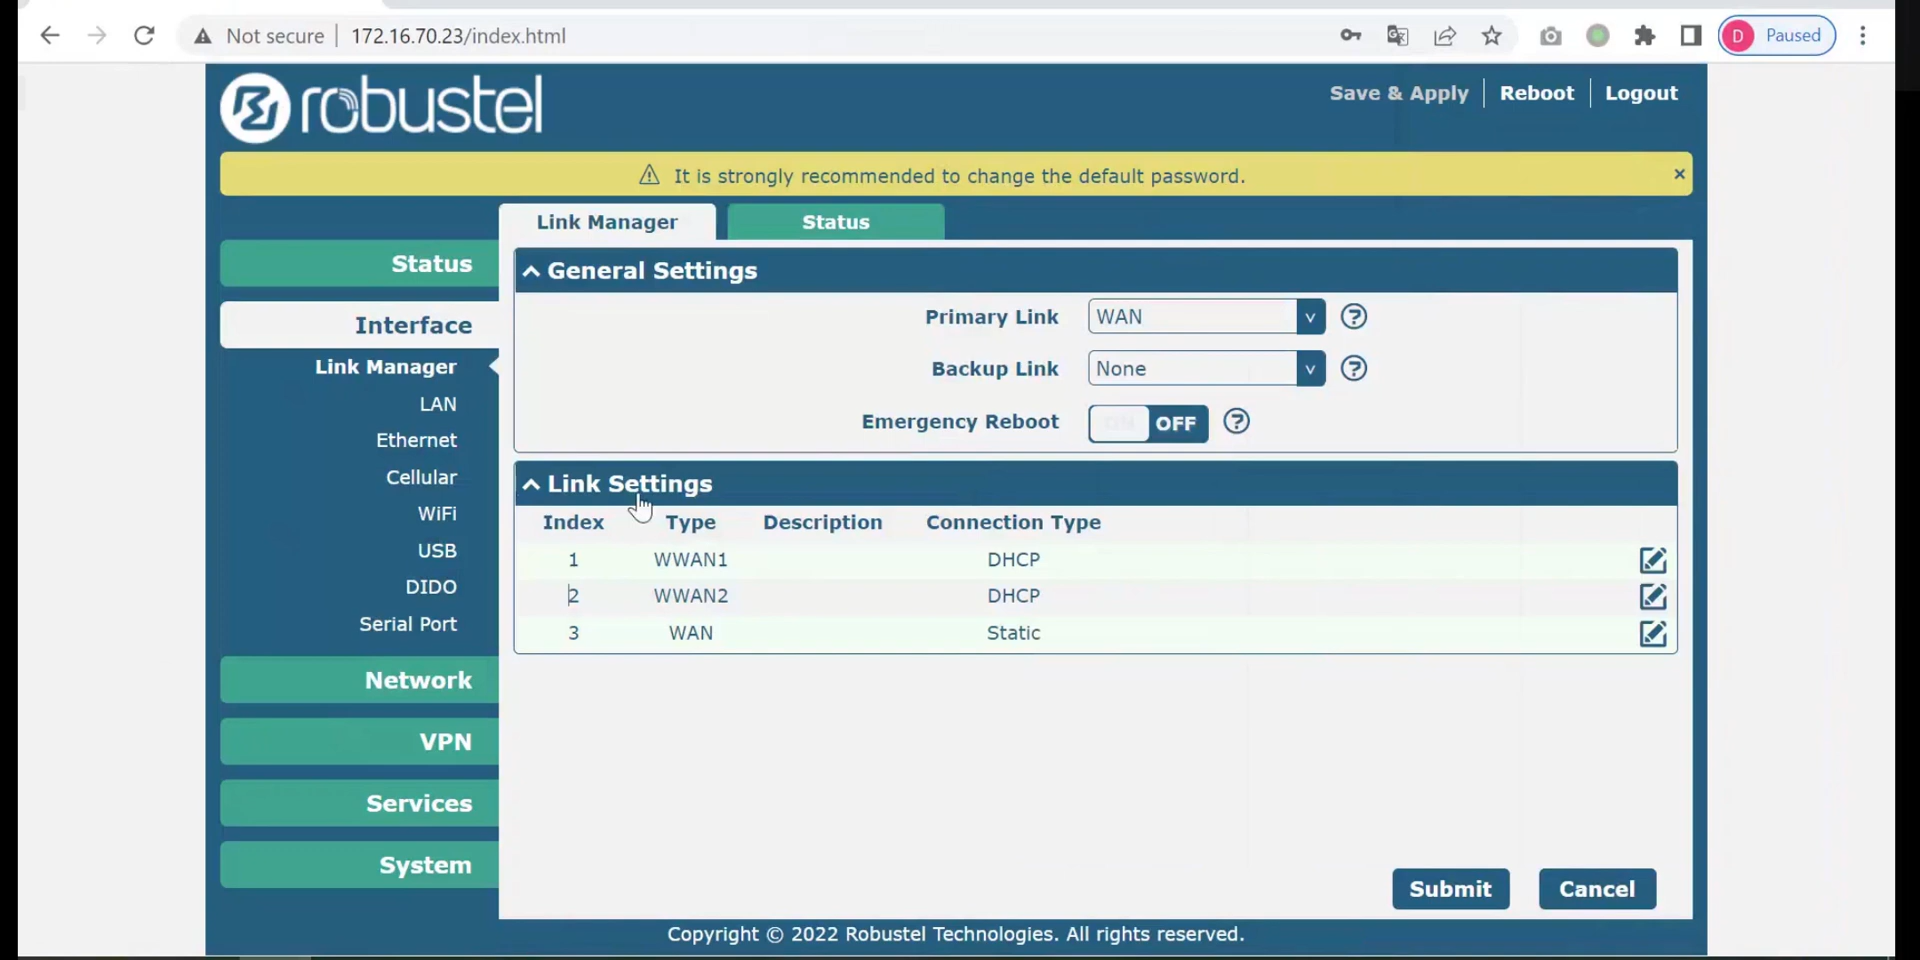 Not secure | 172.16.70.23/index.html
D Paused
robustel
Save & Apply | Reboot | Logout
It is strongly recommended to change the default password. ×
Link Manager Status
Status
Interface
Link Manager
LAN
Ethernet
Cellular
WiFi
USB
DIDO
Serial Port
Network
VPN
Services
System
General Settings
Primary Link WAN v ?
Backup Link None v ?
Emergency Reboot ON OFF ?
Link Settings
Index Type Description Connection Type
1 WWAN1 DHCP
2 WWAN2 DHCP
3 WAN Static
Submit Cancel
Copyright © 2022 Robustel Technologies. All rights reserved.